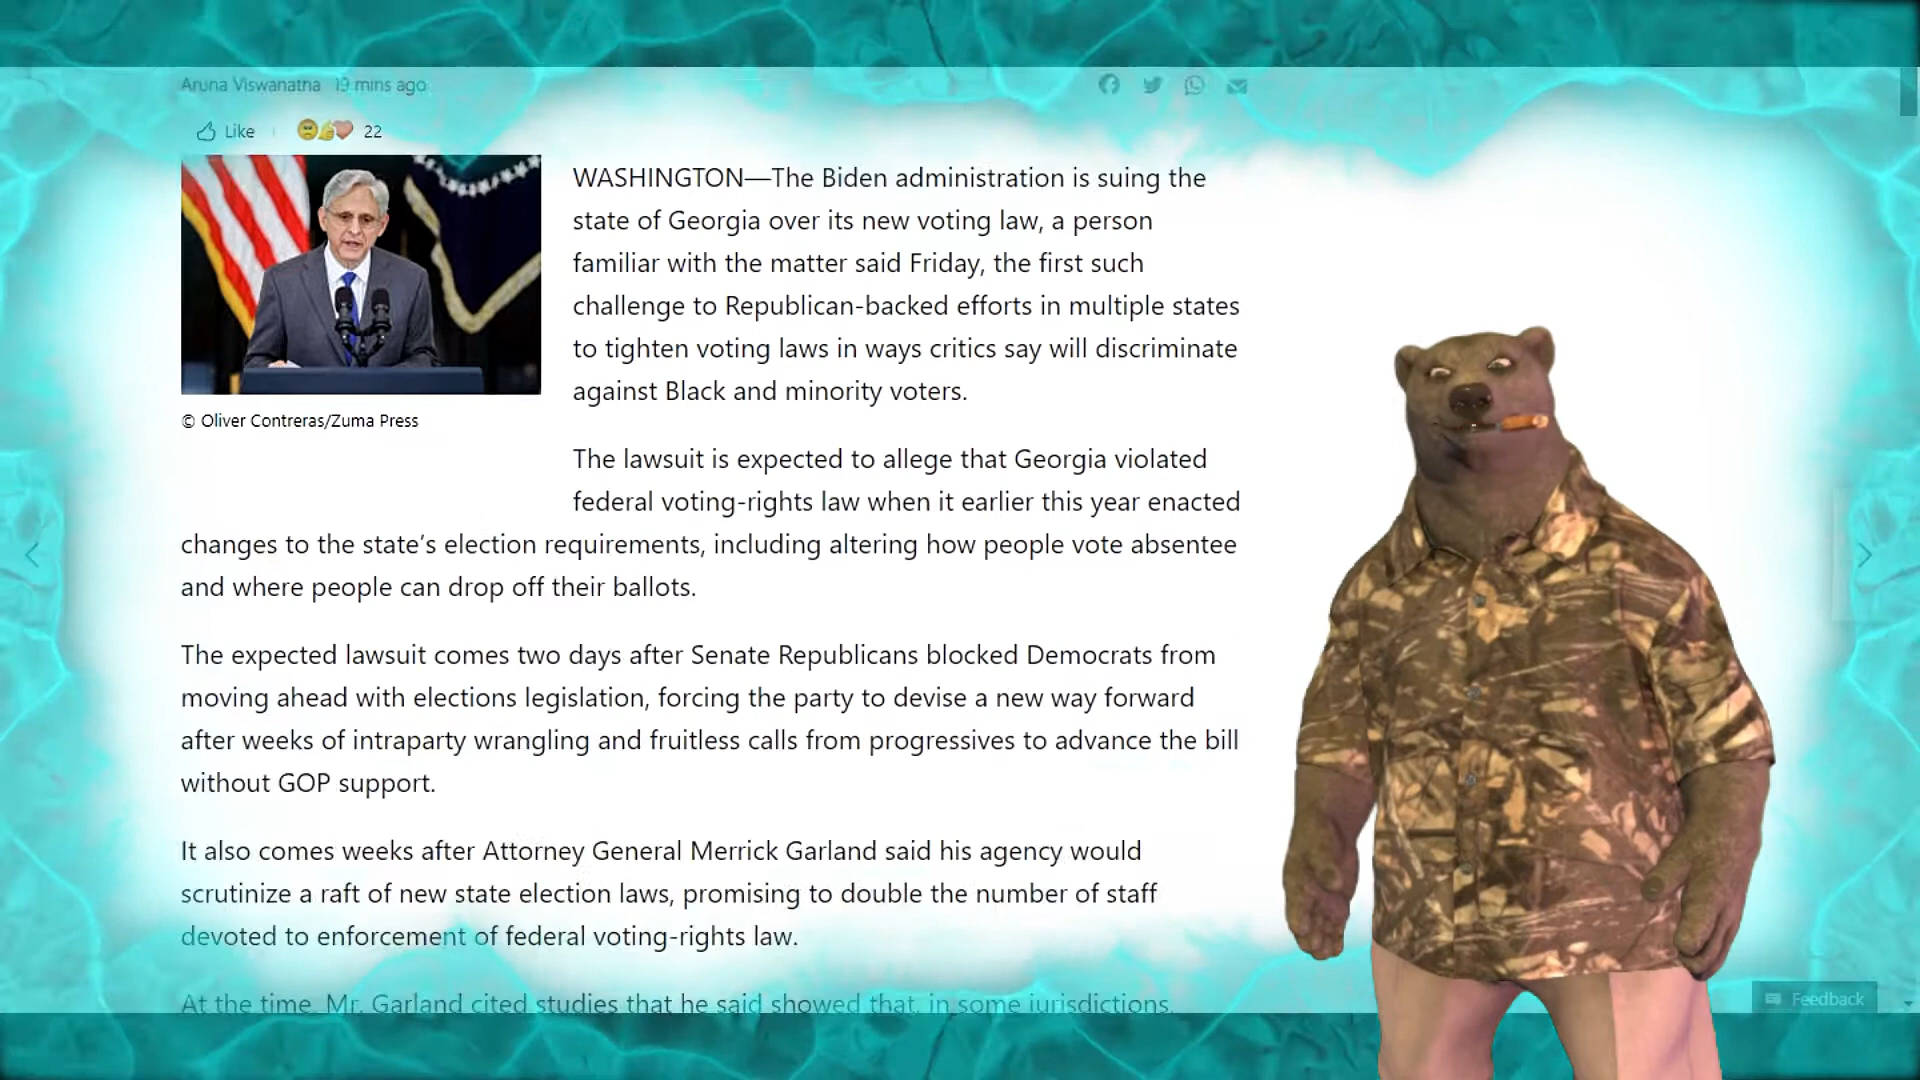 Aruna Viswanatha 19 mins ago
Like
22
WASHINGTON—The Biden administration is suing the
state of Georgia over its new voting law, a person
familiar with the matter said Friday, the first such
challenge to Republican-backed efforts in multiple states
to tighten voting laws in ways critics say will discriminate
against Black and minority voters.
© Oliver Contreras/Zuma Press
The lawsuit is expected to allege that Georgia violated
federal voting-rights law when it earlier this year enacted
changes to the state’s election requirements, including altering how people vote absentee
and where people can drop off their ballots.
The expected lawsuit comes two days after Senate Republicans blocked Democrats from
moving ahead with elections legislation, forcing the party to devise a new way forward
after weeks of intraparty wrangling and fruitless calls from progressives to advance the bill
without GOP support.
It also comes weeks after Attorney General Merrick Garland said his agency would
scrutinize a raft of new state election laws, promising to double the number of staff
devoted to enforcement of federal voting-rights law.
At the time, Mr. Garland cited studies that he said showed that, in some jurisdictions,
Feedback